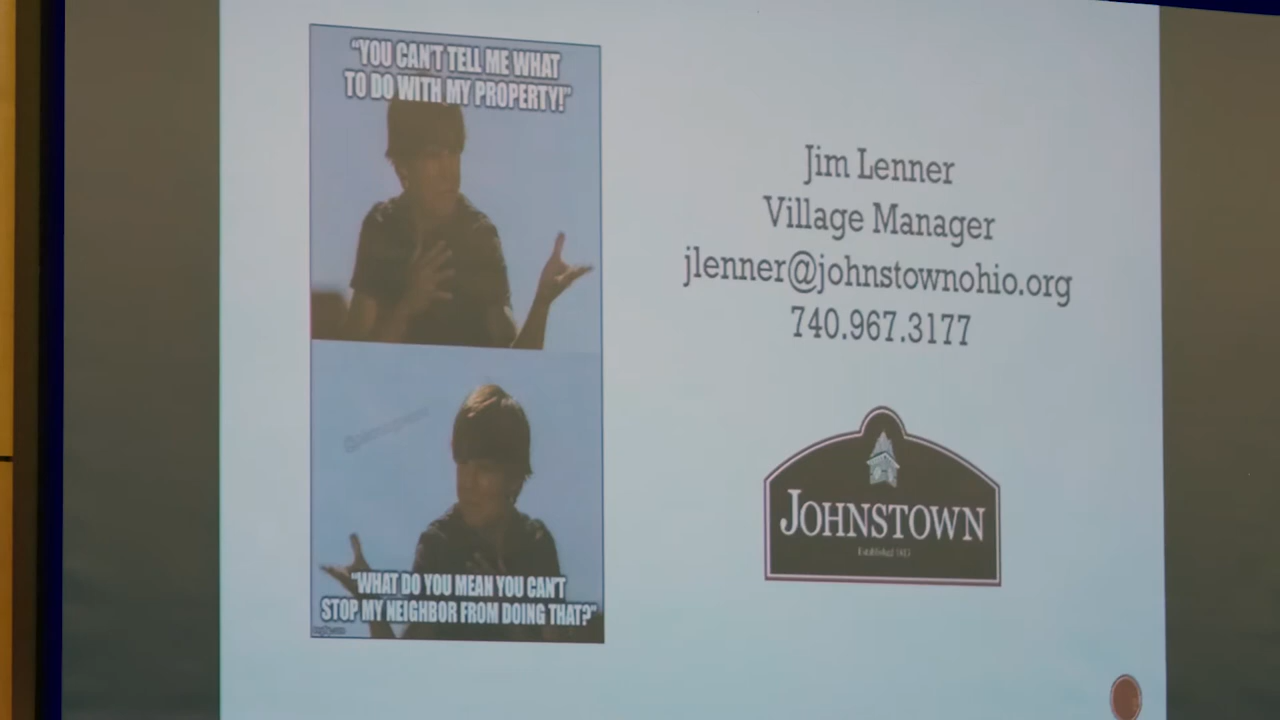 "YOU CAN'T TELL ME WHAT
TO DO WITH MY PROPERTY!"
"WHAT DO YOU MEAN YOU CAN'T
STOP MY NEIGHBOR FROM DOING THAT?"
Jim Lenner
Village Manager
jlenner@johnstownohio.org
740.967.3177
JOHNSTOWN
Established